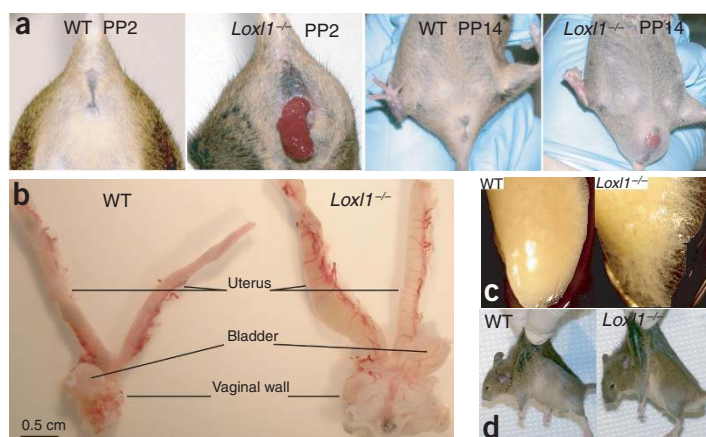 a
WT PP2
Loxl1–/– PP2
WT PP14
Loxl1–/– PP14
b
WT
Loxl1–/–
Uterus
Bladder
Vaginal wall
0.5 cm
WT
Loxl1–/–
c
WT
Loxl1–/–
d